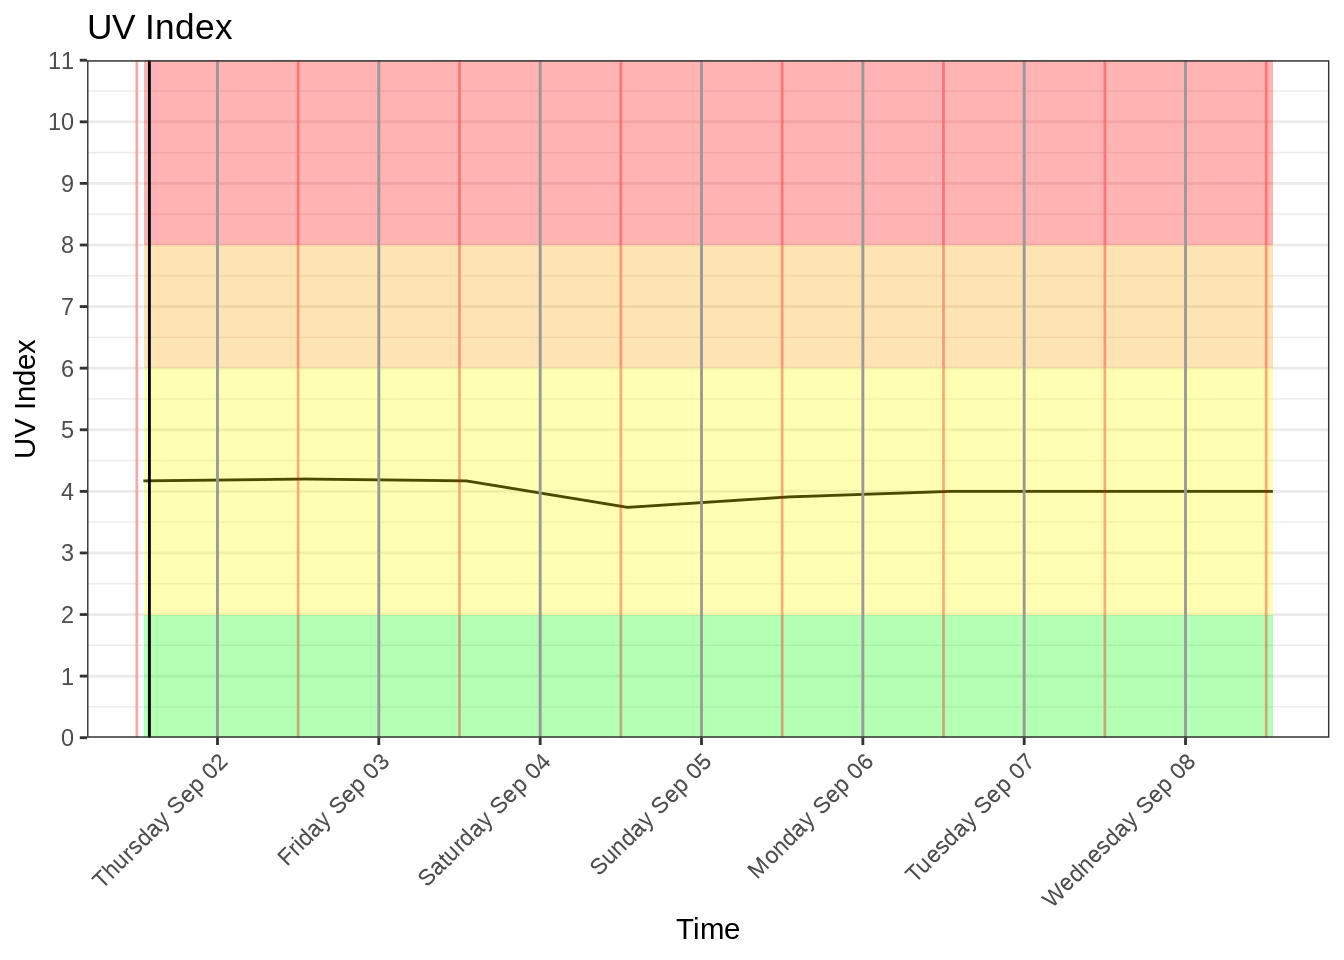 UV Index
11
10
9
8
7
6
5
4
3
2
1
0
UV Index
Thursday Sep 02
Friday Sep 03
Saturday Sep 04
Sunday Sep 05
Monday Sep 06
Tuesday Sep 07
Wednesday Sep 08
Time